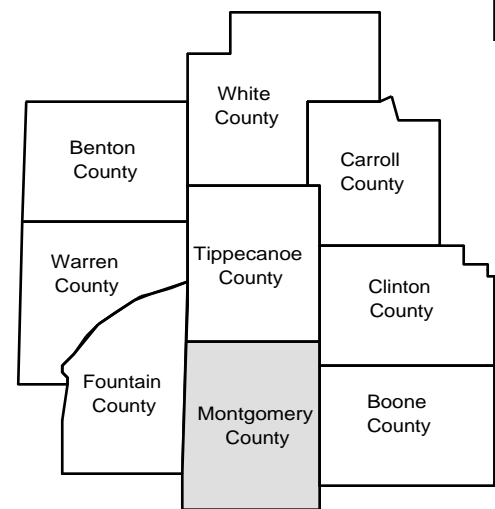 White
County
Benton
County
Carroll
County
Warren
County
Tippecanoe
County
Clinton
County
Fountain
County
Montgomery
County
Boone
County